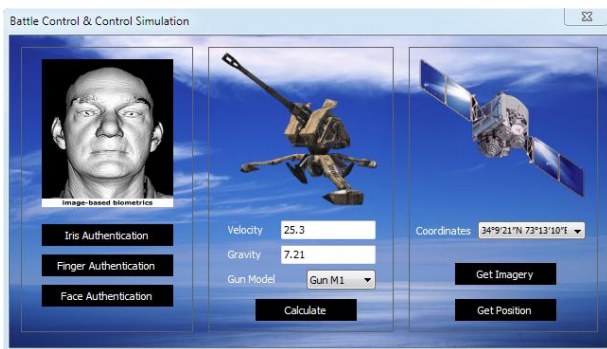 Battle Control & Control Simulation
image-based biometrics
Iris Authentication
Finger Authentication
Face Authentication
Velocity 25.3
Gravity 7.21
Gun Model Gun M1
Calculate
Coordinates 34°9'21"N 73°13'10"E
Get Imagery
Get Position